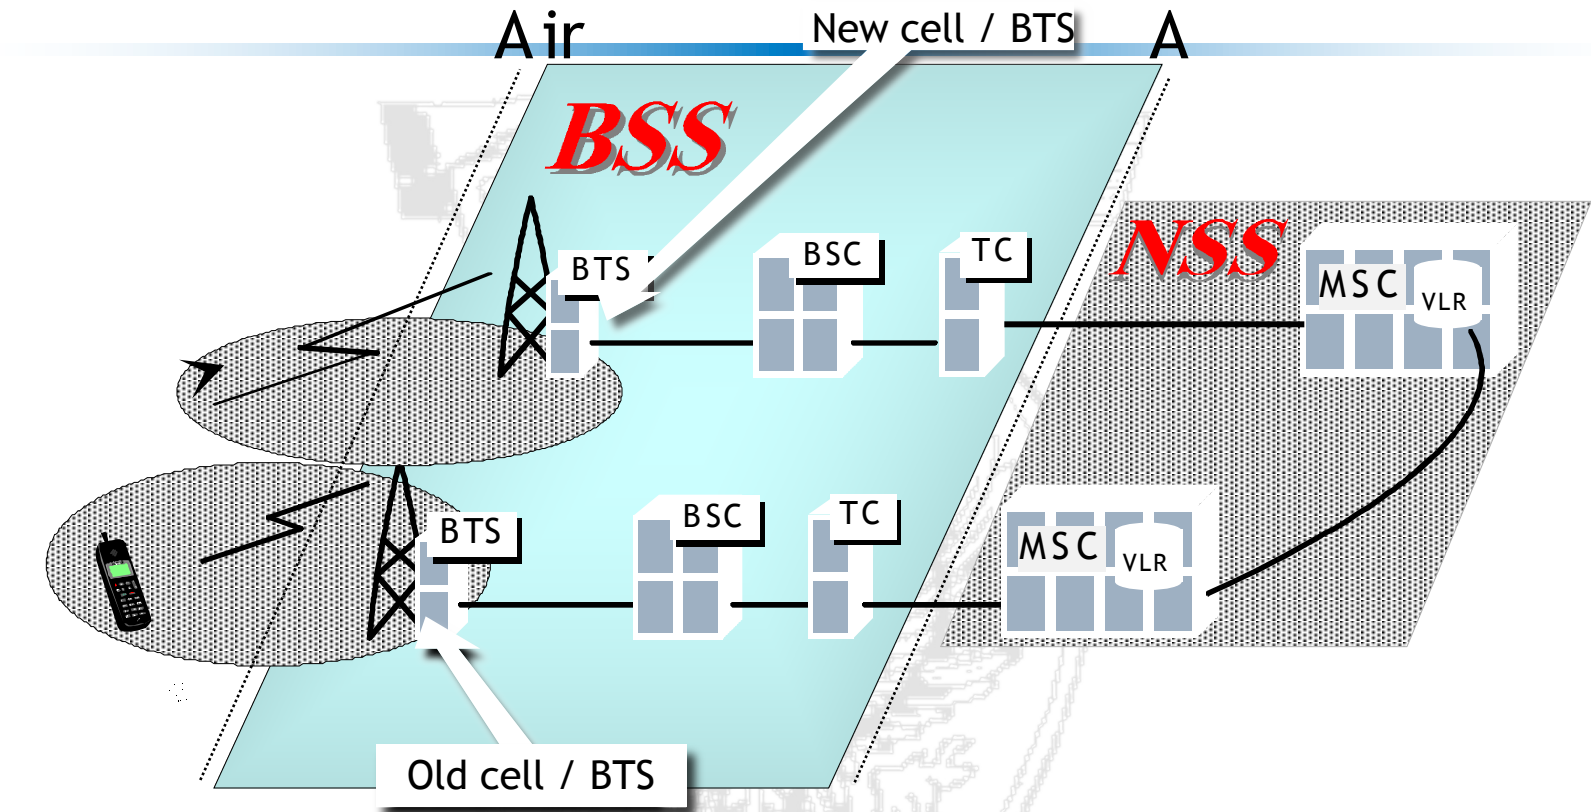 Air
New cell / BTS
A
BSS
NSS
BTS
BSC
TC
MSC
VLR
BTS
BSC
TC
MSC
VLR
Old cell / BTS